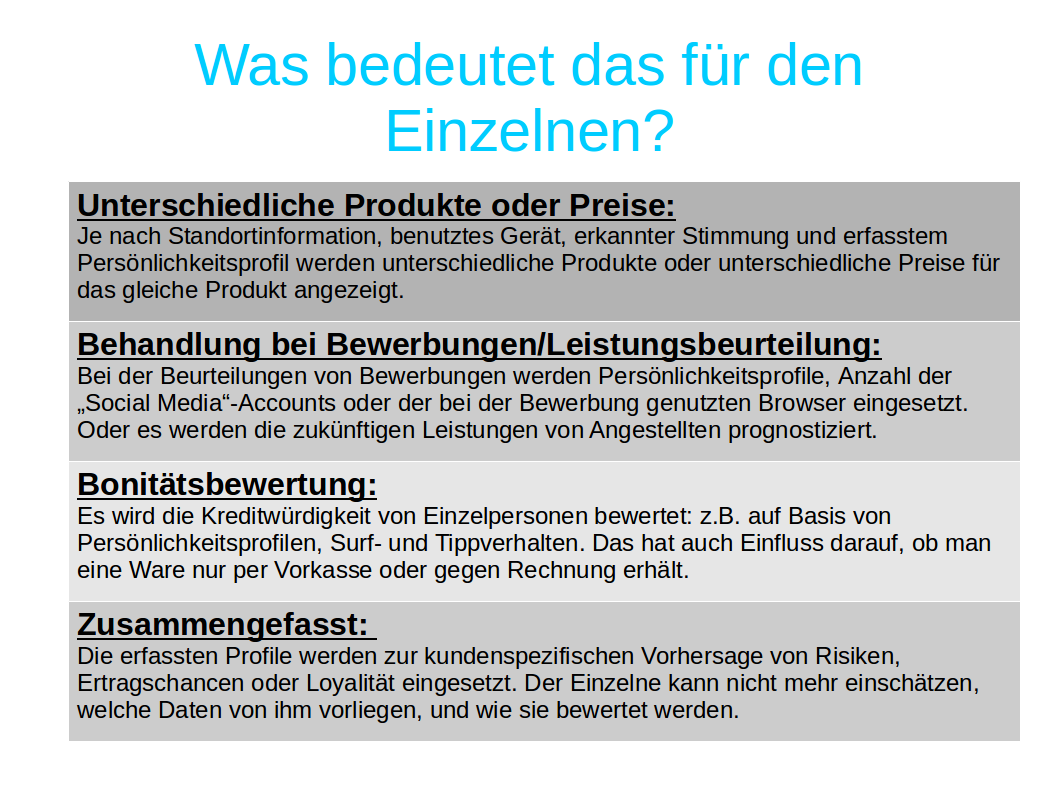 Was bedeutet das für den
Einzelnen?
Unterschiedliche Produkte oder Preise:
Je nach Standortinformation, benutztes Gerät, erkannter Stimmung und erfasstem
Persönlichkeitsprofil werden unterschiedliche Produkte oder unterschiedliche Preise für
das gleiche Produkt angezeigt.
Behandlung bei Bewerbungen/Leistungsbeurteilung:
Bei der Beurteilungen von Bewerbungen werden Persönlichkeitsprofile, Anzahl der
„Social Media“-Accounts oder der bei der Bewerbung genutzten Browser eingesetzt.
Oder es werden die zukünftigen Leistungen von Angestellten prognostiziert.
Bonitätsbewertung:
Es wird die Kreditwürdigkeit von Einzelpersonen bewertet: z.B. auf Basis von
Persönlichkeitsprofilen, Surf- und Tippverhalten. Das hat auch Einfluss darauf, ob man
eine Ware nur per Vorkasse oder gegen Rechnung erhält.
Zusammengefasst:
Die erfassten Profile werden zur kundenspezifischen Vorhersage von Risiken,
Ertragschancen oder Loyalität eingesetzt. Der Einzelne kann nicht mehr einschätzen,
welche Daten von ihm vorliegen, und wie sie bewertet werden.